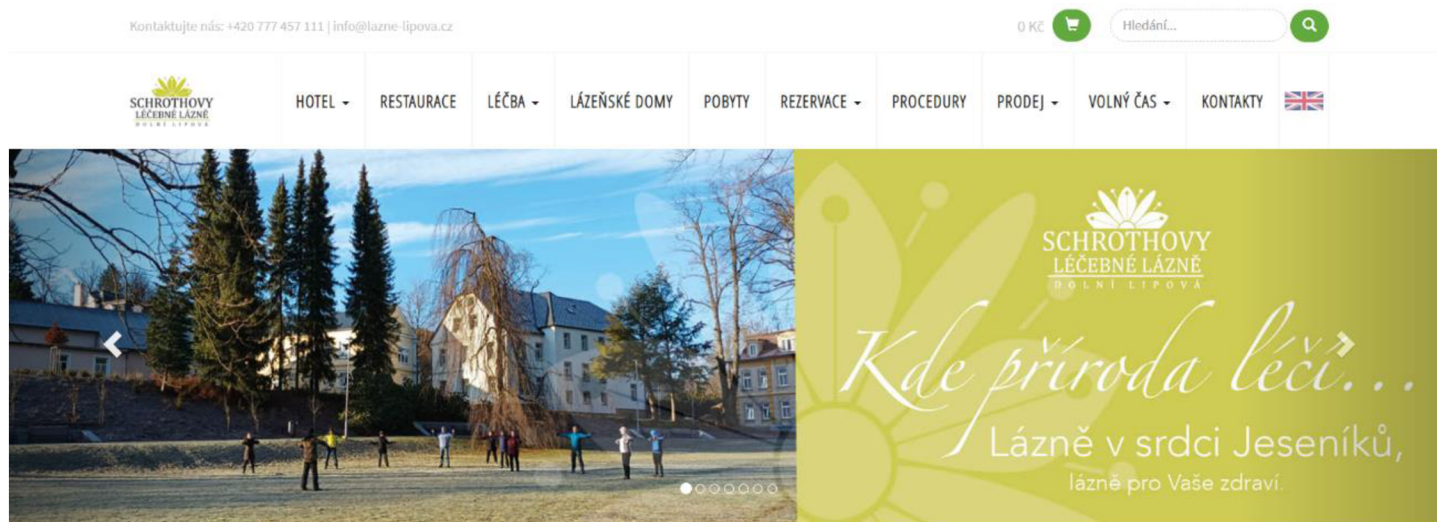 Kontaktujte nás: +420 777 457 111 | info@lazne-lipova.cz
0 Kč
Hledání...
SCHROTHOVY
LÉČEBNÉ LÁZNĚ
DOLNÍ LIPOVÁ
HOTEL
RESTAURACE
LÉČBA
LÁZEŇSKÉ DOMY
POBYTY
REZERVACE
PROCEDURY
PRODEJ
VOLNÝ ČAS
KONTAKTY
SCHROTHOVY
LÉČEBNÉ LÁZNĚ
DOLNÍ LIPOVÁ
Kde příroda léčí...
Lázně v srdci Jeseníků,
lázně pro Vaše zdraví.